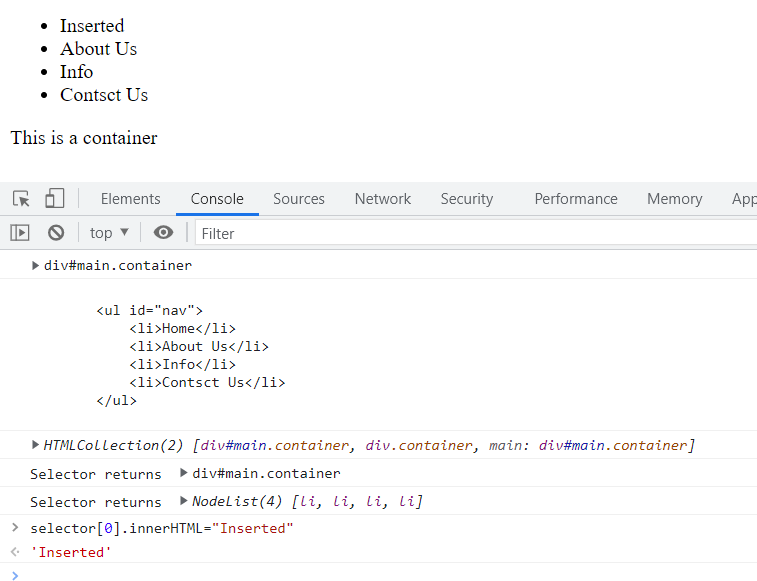 Inserted
About Us
Info
Contsct Us
This is a container
Elements Console Sources Network Security Performance Memory App
top ▼ Filter
▶ div#main.container
<ul id="nav">
<li>Home</li>
<li>About Us</li>
<li>Info</li>
<li>Contsct Us</li>
</ul>
▶ HTMLCollection(2) [div#main.container, div.container, main: div#main.container]
Selector returns ▶ div#main.container
Selector returns ▶ NodeList(4) [li, li, li, li]
> selector[0].innerHTML="Inserted"
'Inserted'
>